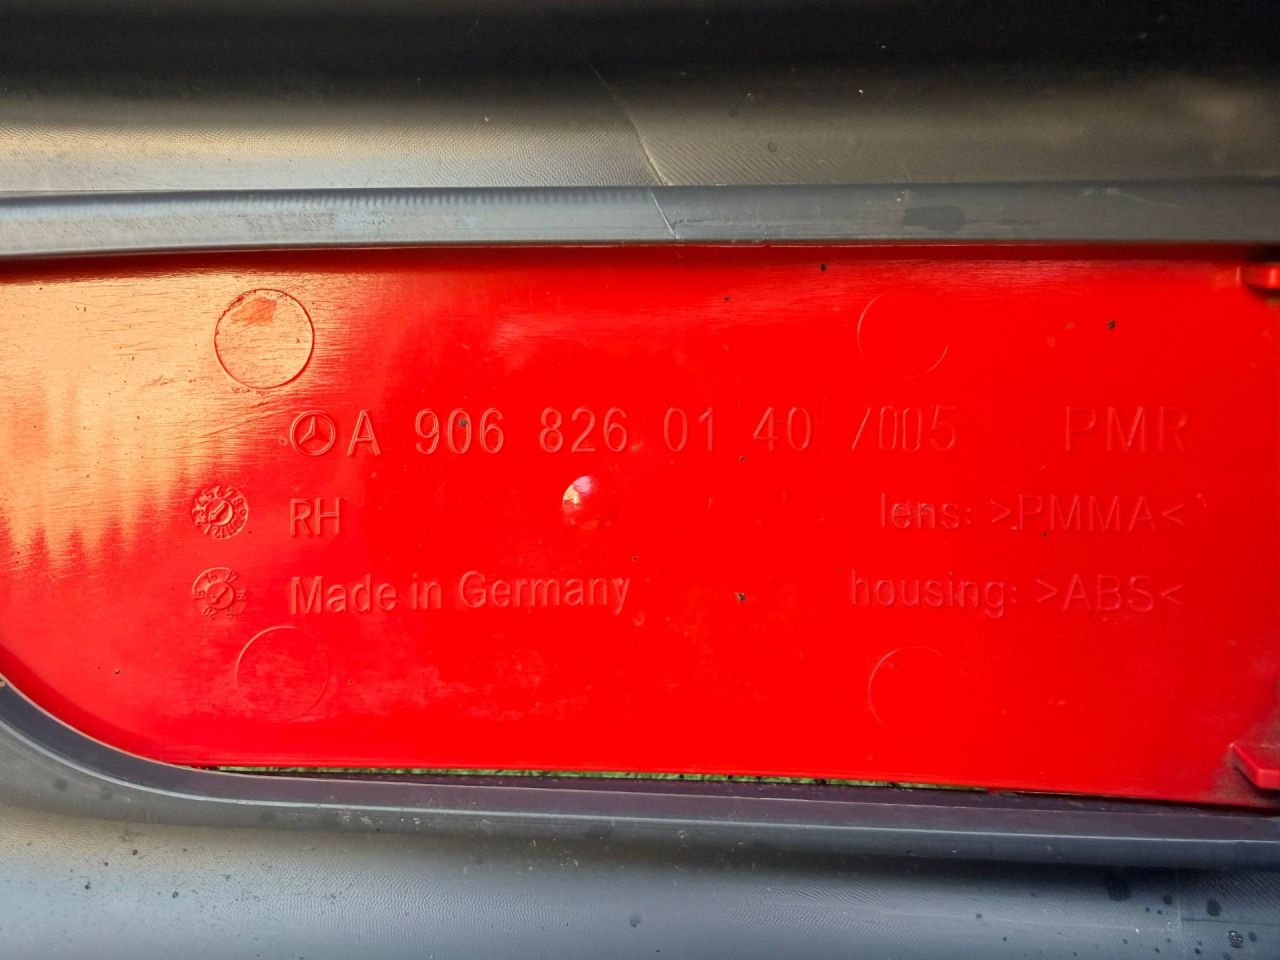 A 906 826 01 40 /005 PMR
RH lens: >PMMA<
Made in Germany housing: >ABS<